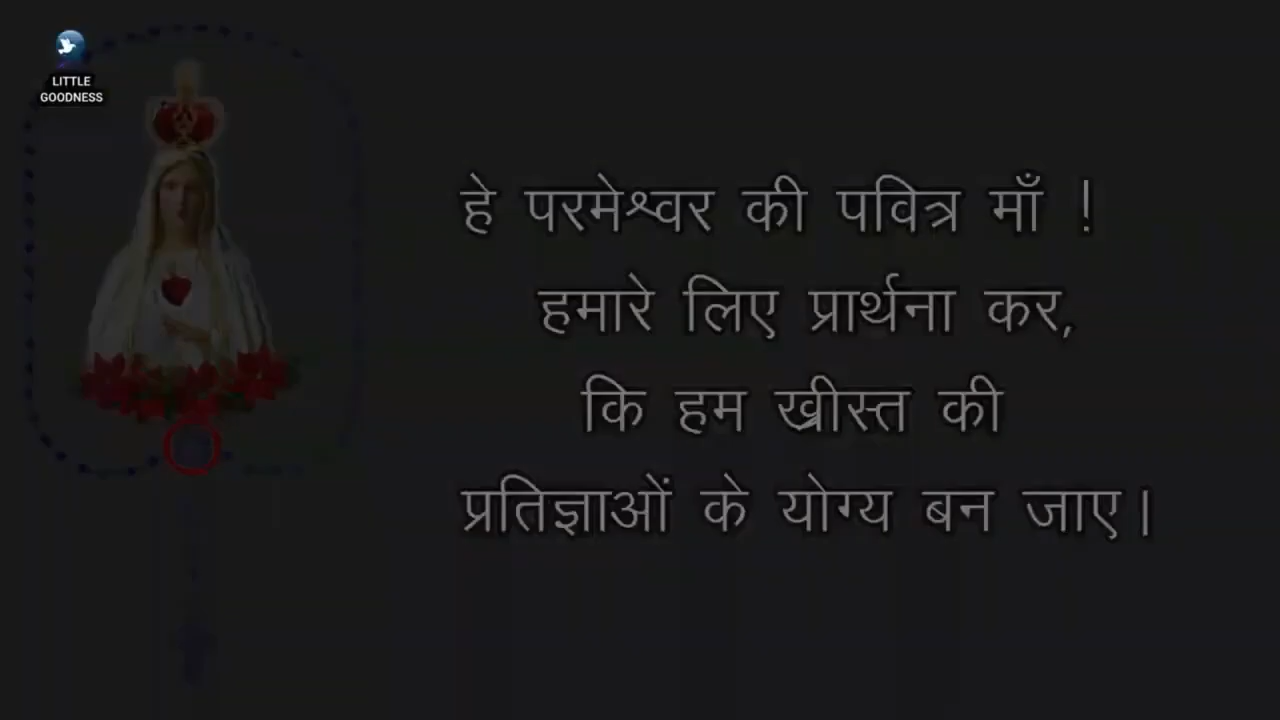 LITTLE
GOODNESS
हे परमेश्वर की पवित्र माँ !
हमारे लिए प्रार्थना कर,
कि हम ख्रीस्त की
प्रतिज्ञाओं के योग्य बन जाए।